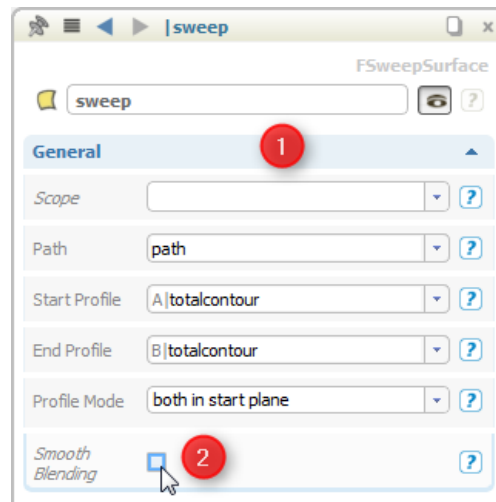 |sweep
FSweepSurface
sweep
?
General
1
Scope
?
Path
path
?
Start Profile
A|totalcontour
?
End Profile
B|totalcontour
?
Profile Mode
both in start plane
?
Smooth
Blending
2
?